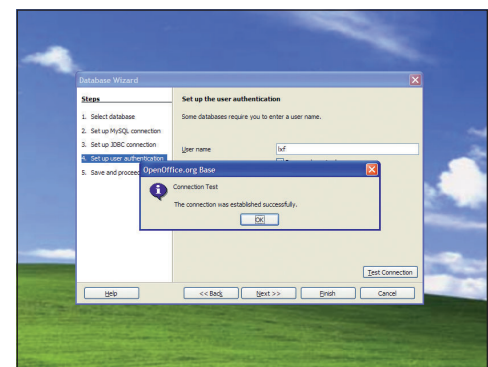 Database Wizard
Steps
1. Select database
2. Set up MySQL connection
3. Set up JDBC connection
4. Set up user authentication
5. Save and proceed
Set up the user authentication
Some databases require you to enter a user name.
User name
lxf
OpenOffice.org Base
Connection Test
The connection was established successfully.
OK
Test Connection
Help
<< Back
Next >>
Finish
Cancel